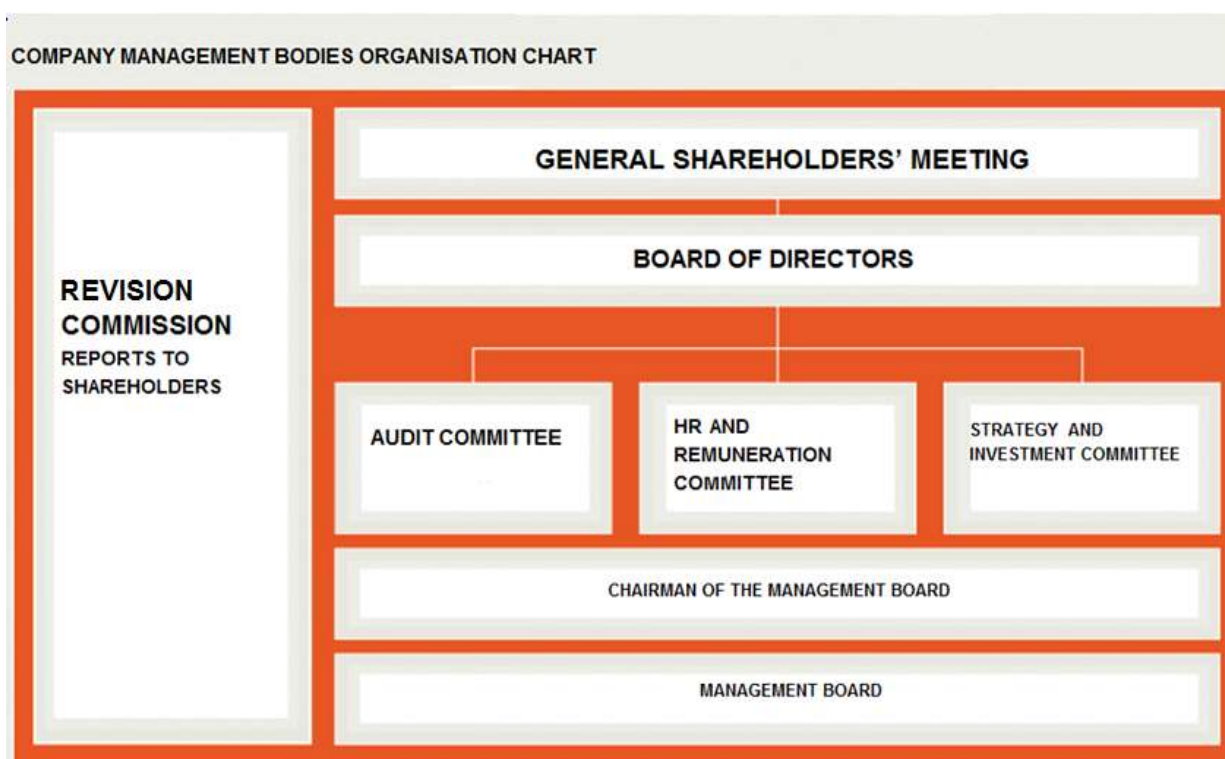 COMPANY MANAGEMENT BODIES ORGANISATION CHART
REVISION
COMMISSION
REPORTS TO
SHAREHOLDERS
GENERAL SHAREHOLDERS’ MEETING
BOARD OF DIRECTORS
AUDIT COMMITTEE
HR AND
REMUNERATION
COMMITTEE
STRATEGY AND
INVESTMENT COMMITTEE
CHAIRMAN OF THE MANAGEMENT BOARD
MANAGEMENT BOARD